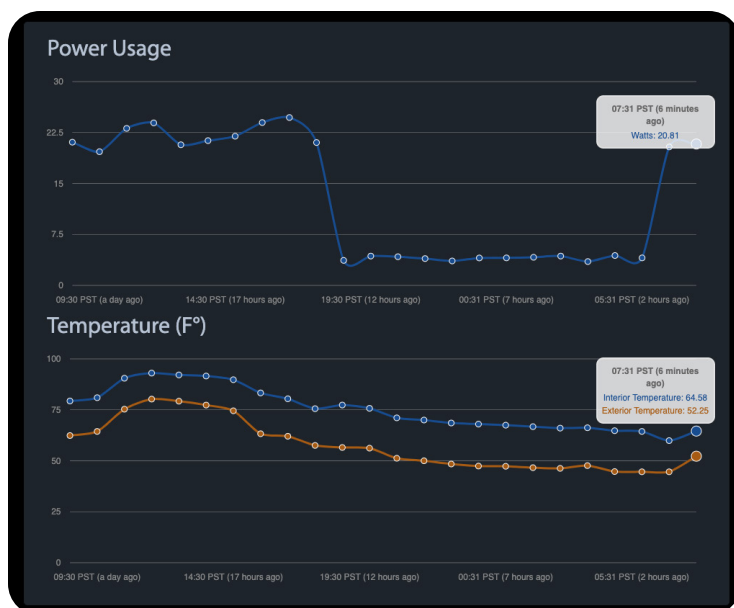 Power Usage
30
07:31 PST (6 minutes
ago)
Watts: 20.81
22.5
15
7.5
0
09:30 PST (a day ago) 14:30 PST (17 hours ago) 19:30 PST (12 hours ago) 00:31 PST (7 hours ago) 05:31 PST (2 hours ago)
Temperature (F°)
100
07:31 PST (6 minutes
ago)
Interior Temperature: 64.58
Exterior Temperature: 52.25
75
50
25
0
09:30 PST (a day ago) 14:30 PST (17 hours ago) 19:30 PST (12 hours ago) 00:31 PST (7 hours ago) 05:31 PST (2 hours ago)